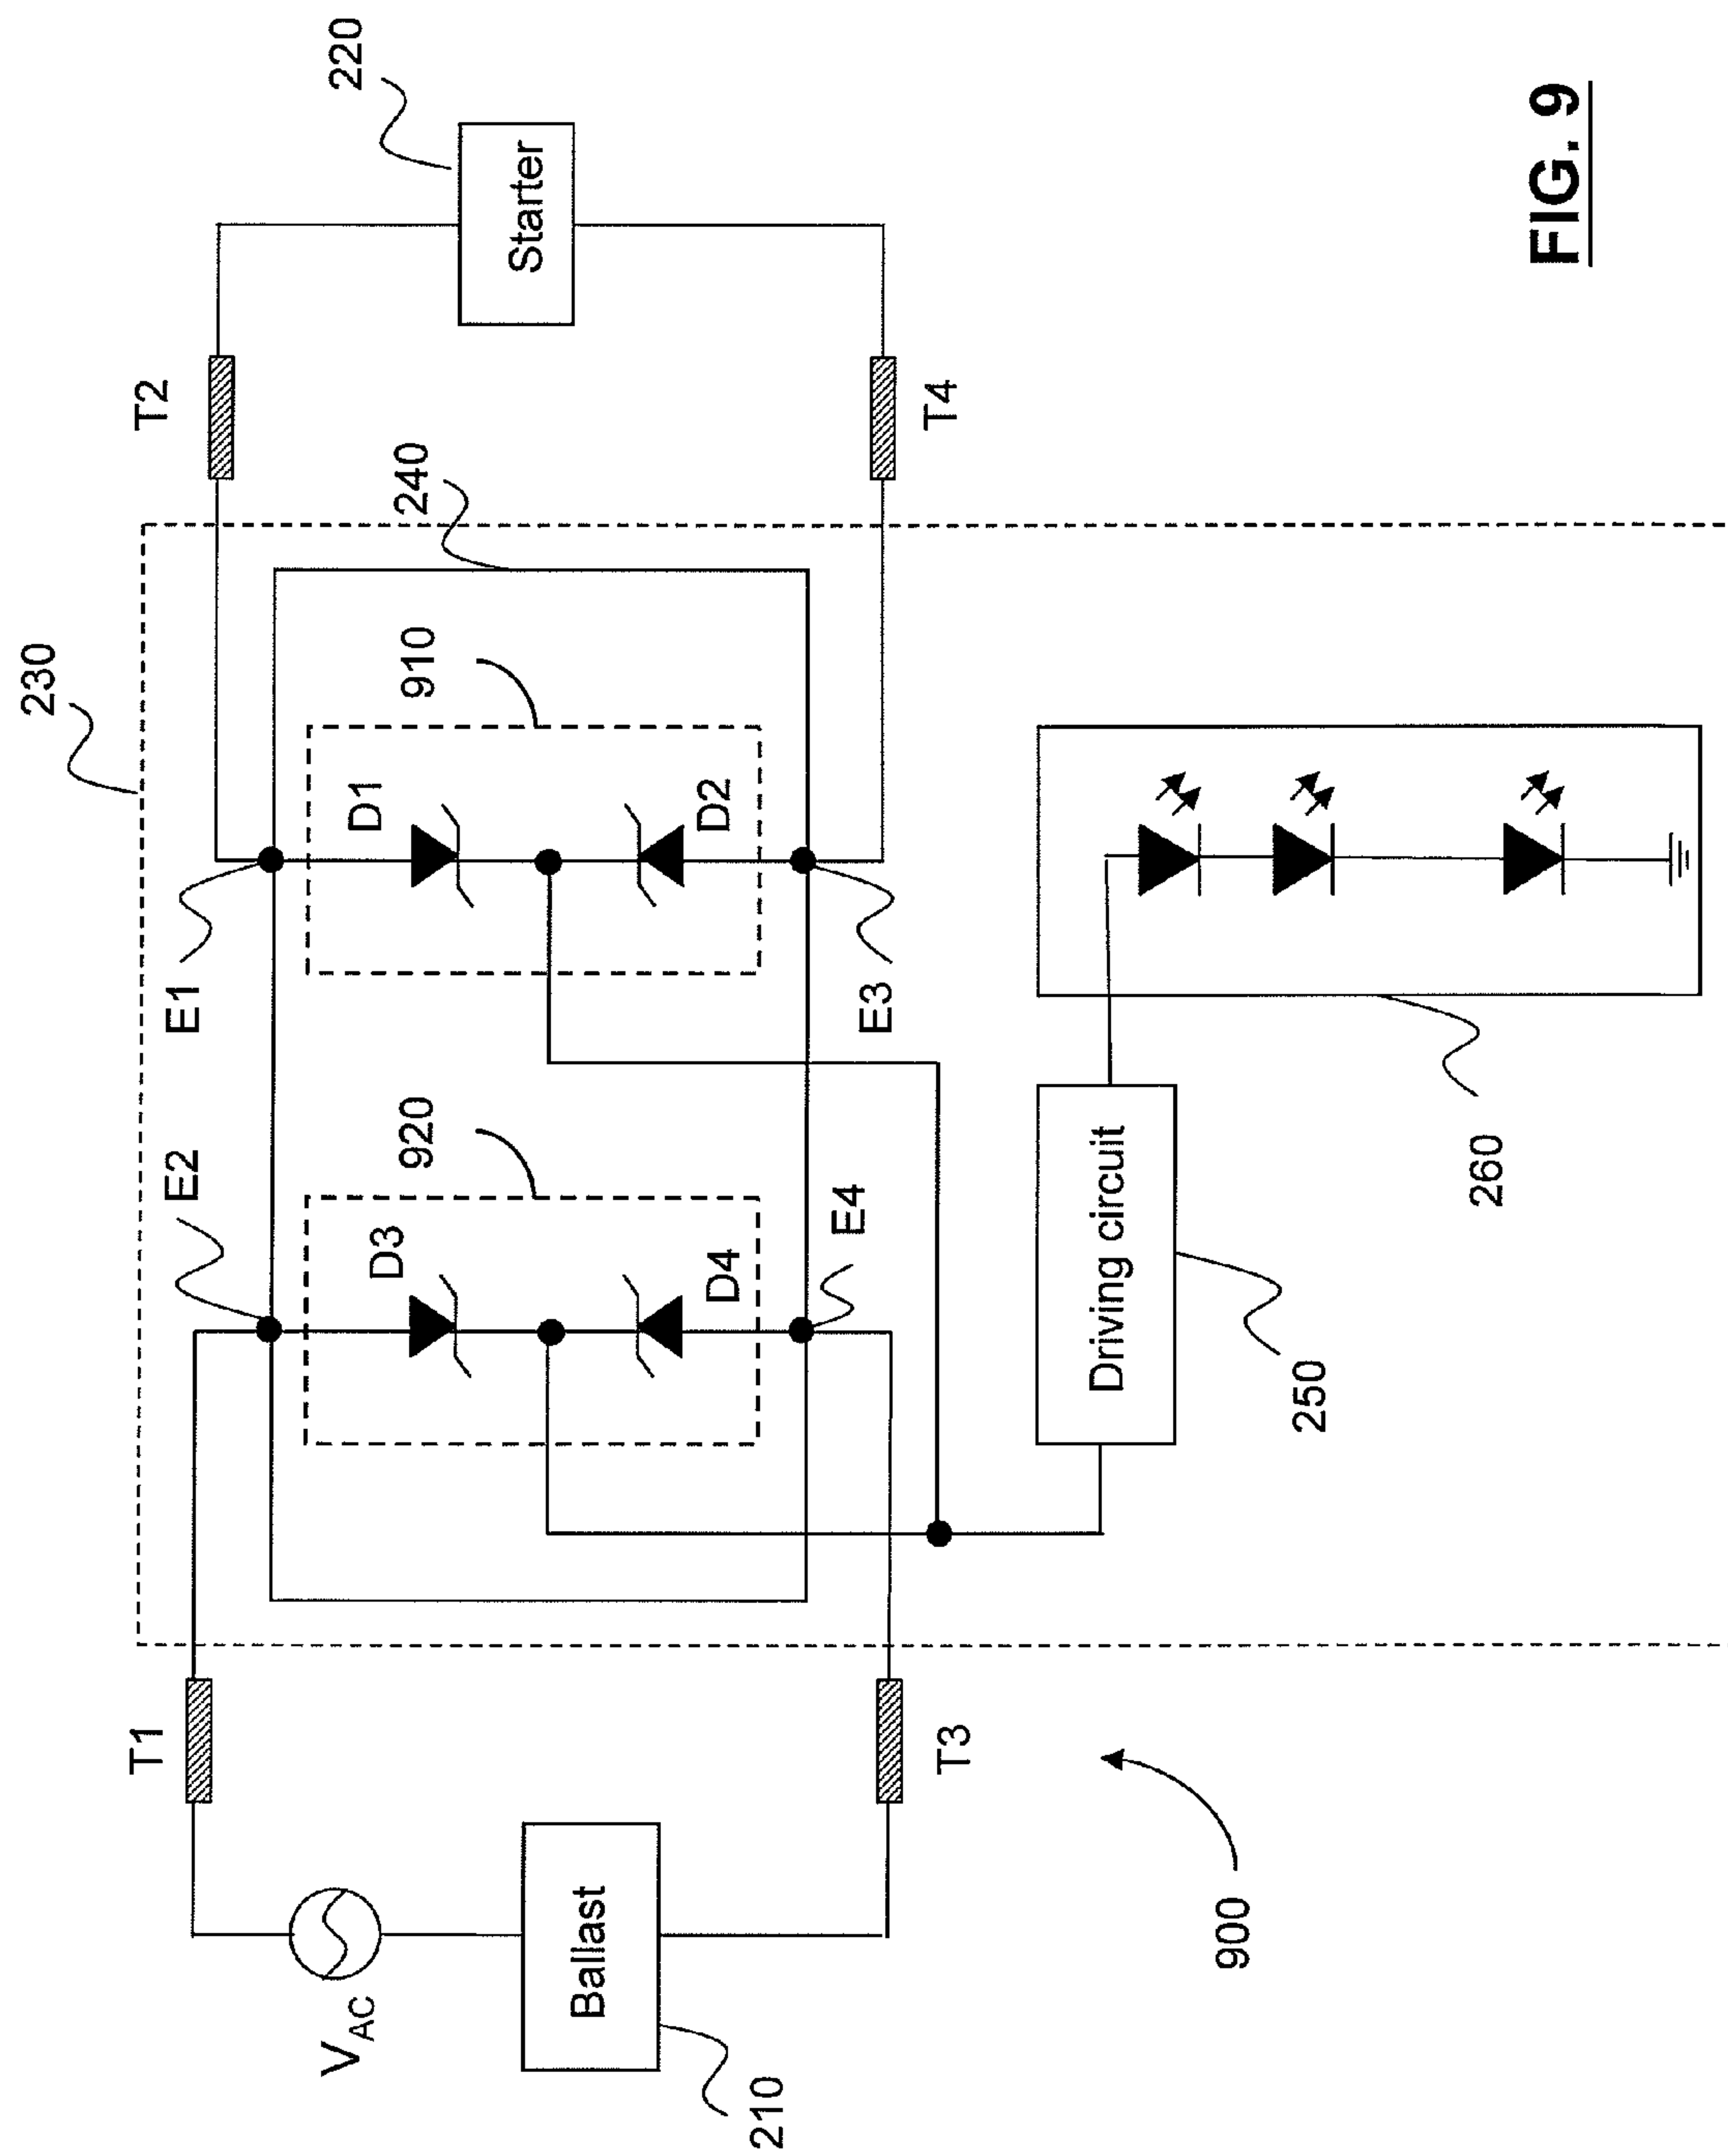 230
T1
T2
220
E2
E1
240
V AC
D3
920
D1
910
Ballast
Starter
D4
D2
210
E4
E3
T3
T4
Driving circuit
900
250
260
FIG. 9